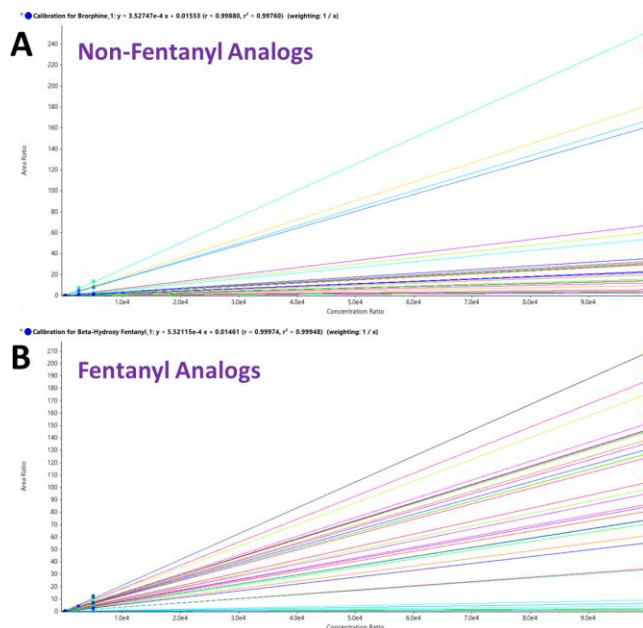 Calibration for Brorphine_1: y = 3.52747e-4 x + 0.01553 (r = 0.99880, r² = 0.99760) (weighting: 1 / x)
A
Non-Fentanyl Analogs
240
220
200
180
160
140
120
100
80
60
40
20
0
Area Ratio
1.0e4 2.0e4 3.0e4 4.0e4 5.0e4 6.0e4 7.0e4 8.0e4 9.0e4
Concentration Ratio
Calibration for Beta-Hydroxy Fentanyl_1: y = 5.52115e-4 x + 0.01461 (r = 0.99974, r² = 0.99948) (weighting: 1 / x)
B
Fentanyl Analogs
210
200
190
180
170
160
150
140
130
120
110
100
90
80
70
60
50
40
30
20
10
0
Area Ratio
1.0e4 2.0e4 3.0e4 4.0e4 5.0e4 6.0e4 7.0e4 8.0e4 9.0e4
Concentration Ratio